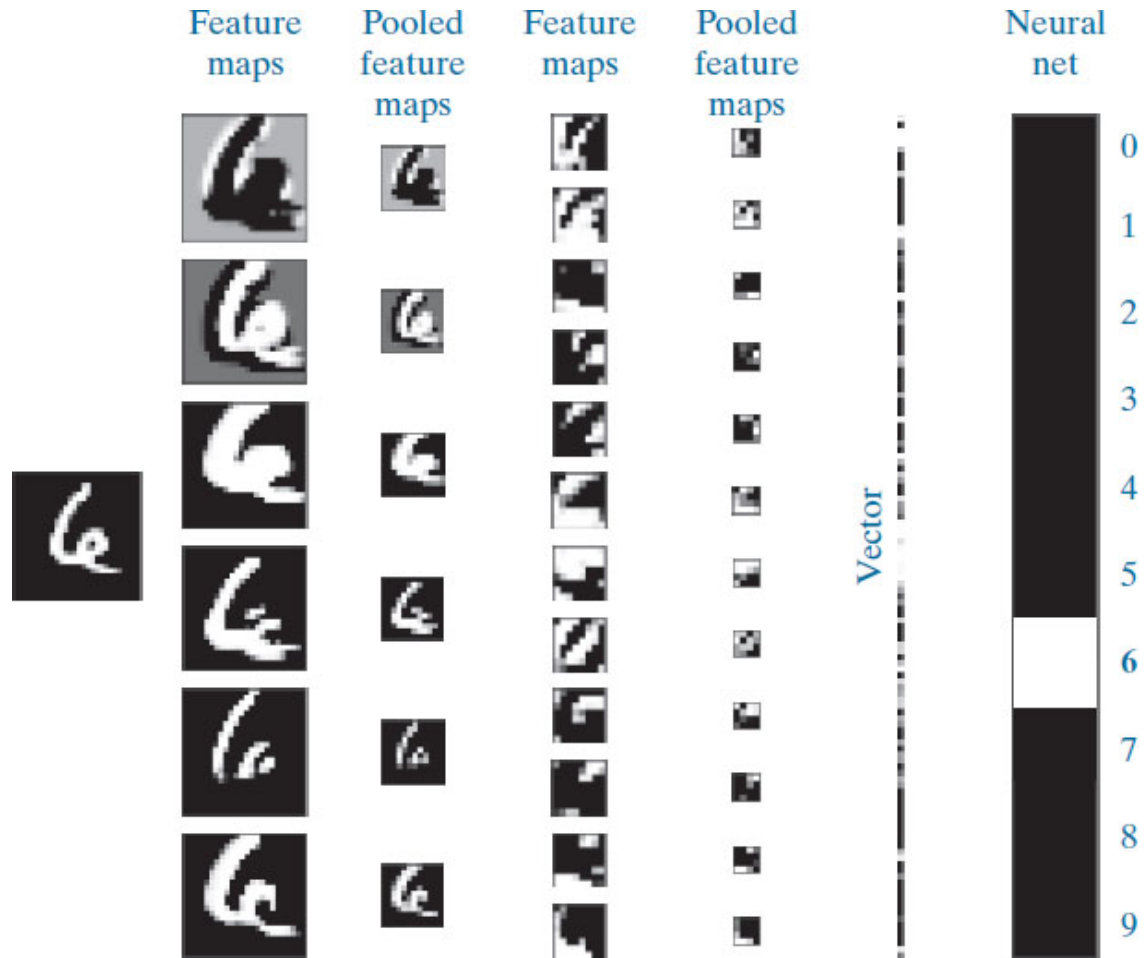 Feature
maps
Pooled
feature
maps
Feature
maps
Pooled
feature
maps
Vector
Neural
net
0
1
2
3
4
5
6
7
8
9